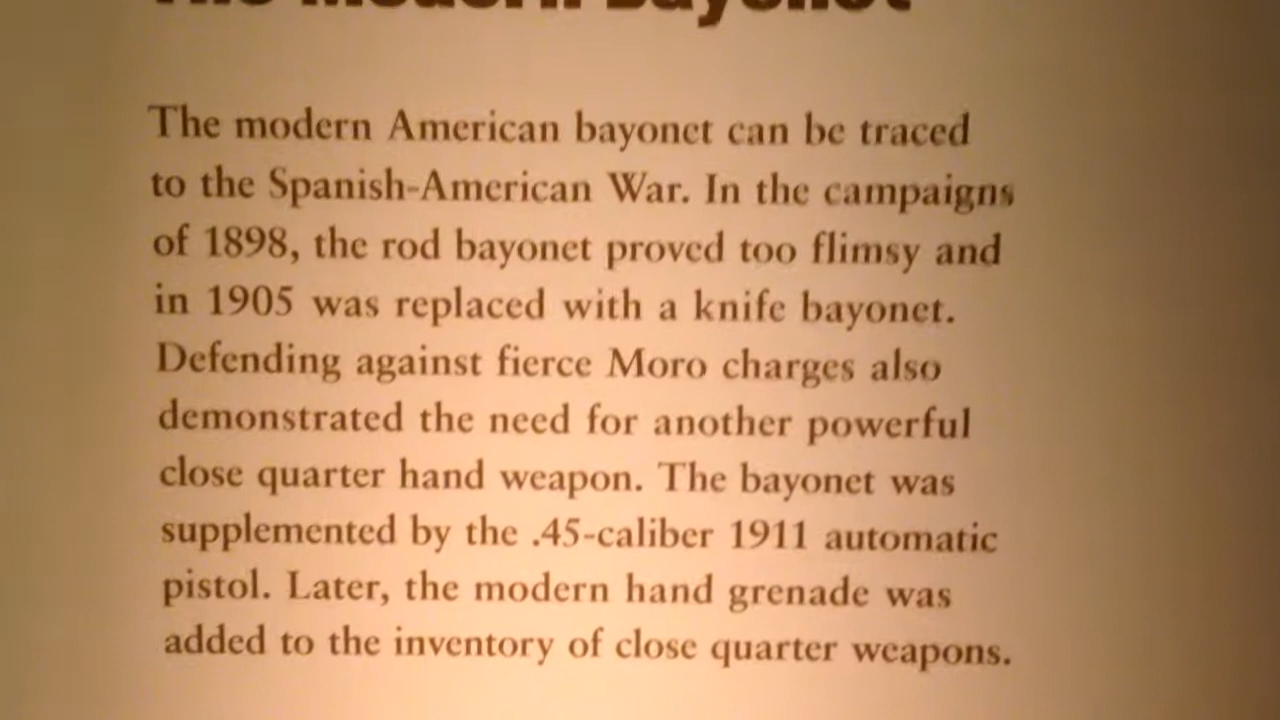 The Modern Bayonet
The modern American bayonet can be traced
to the Spanish-American War. In the campaigns
of 1898, the rod bayonet proved too flimsy and
in 1905 was replaced with a knife bayonet.
Defending against fierce Moro charges also
demonstrated the need for another powerful
close quarter hand weapon. The bayonet was
supplemented by the .45-caliber 1911 automatic
pistol. Later, the modern hand grenade was
added to the inventory of close quarter weapons.